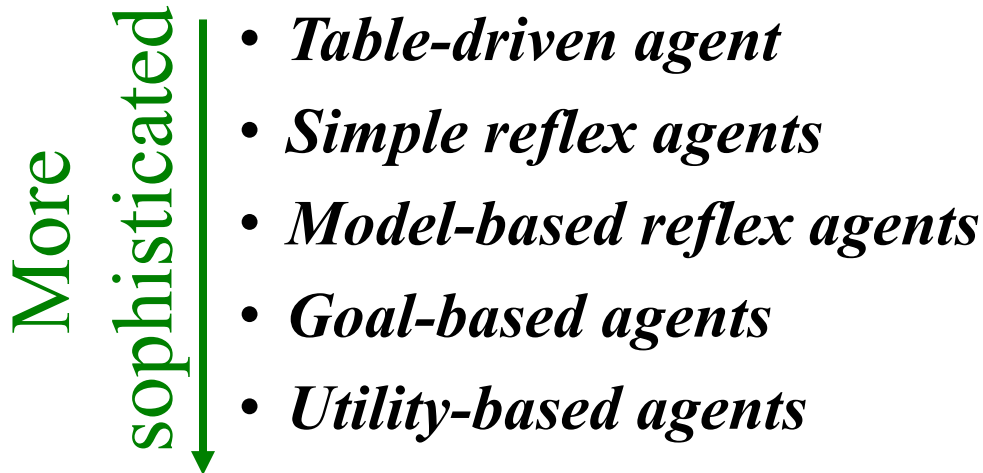 More
sophisticated
• Table-driven agent
• Simple reflex agents
• Model-based reflex agents
• Goal-based agents
• Utility-based agents